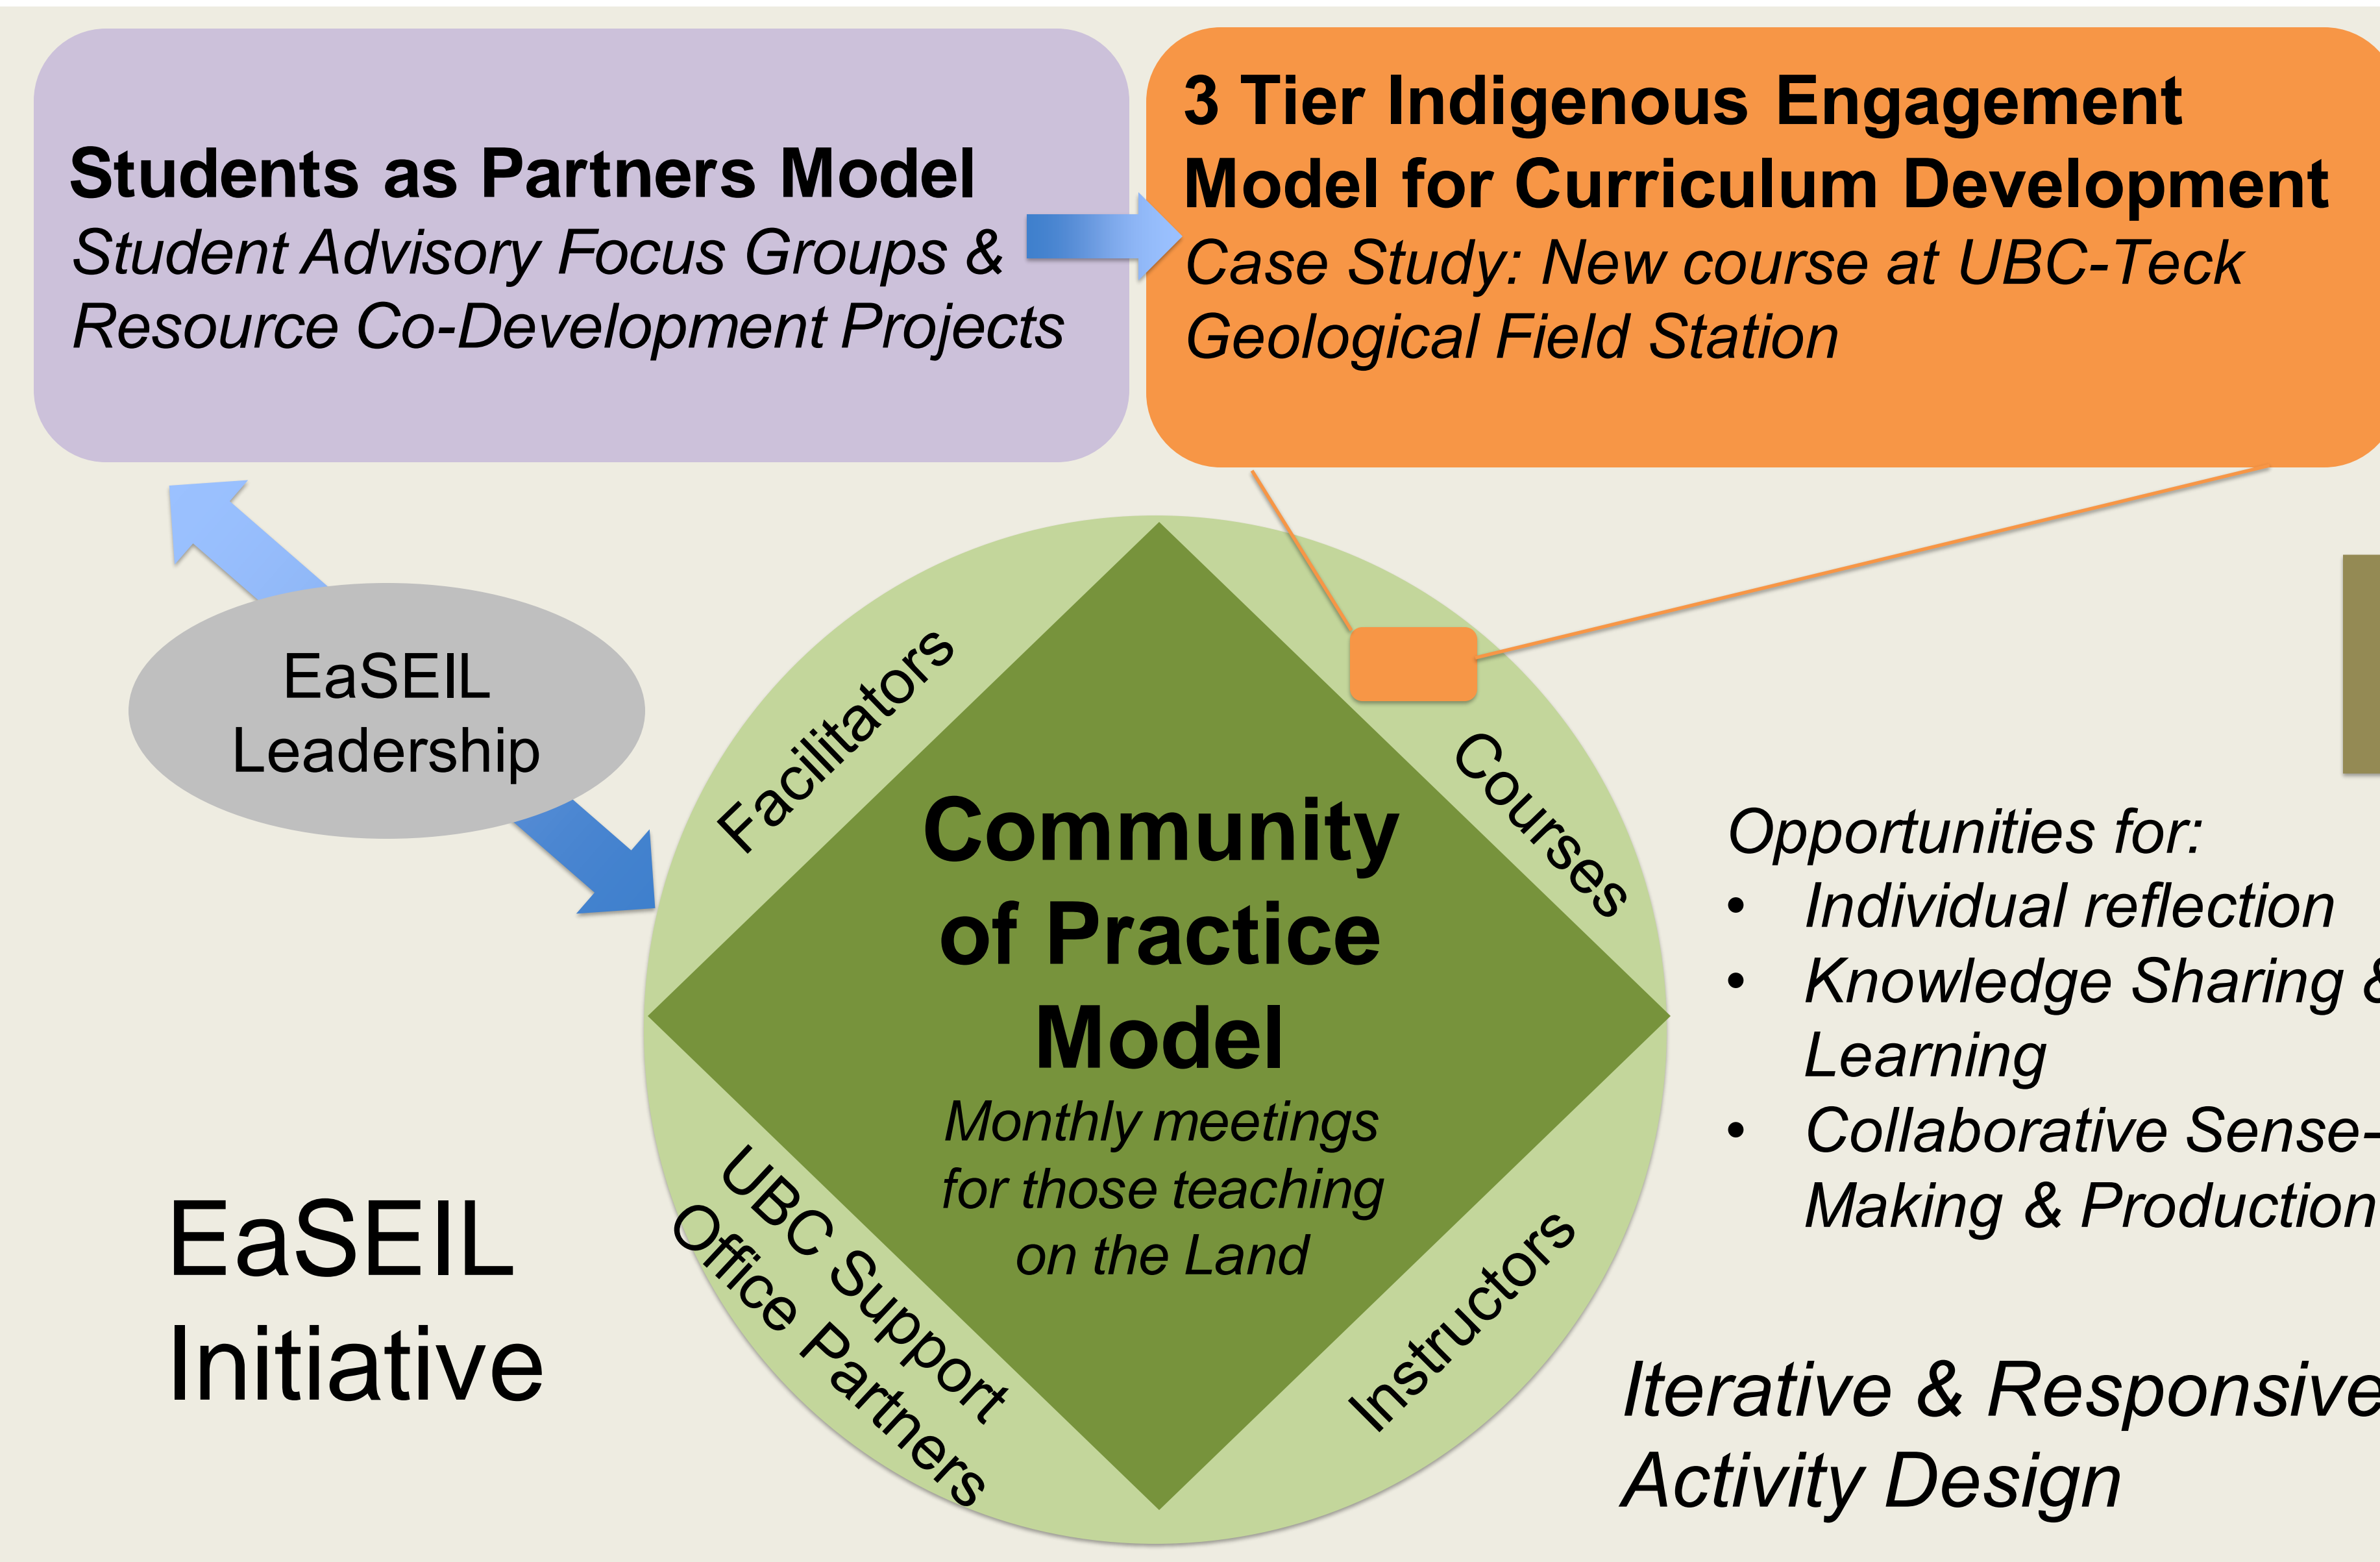 Students as Partners Model
Student Advisory Focus Groups &
Resource Co-Development Projects
3 Tier Indigenous Engagement
Model for Curriculum Development
Case Study: New course at UBC-Teck
Geological Field Station
EaSEIL
Leadership
Facilitators
Courses
Community
of Practice
Model
Monthly meetings
for those teaching
on the Land
UBC Support
Office Partners
Instructors
Opportunities for:
• Individual reflection
• Knowledge Sharing &
Learning
• Collaborative Sense-
Making & Production
EaSEIL
Initiative
Iterative & Responsive
Activity Design